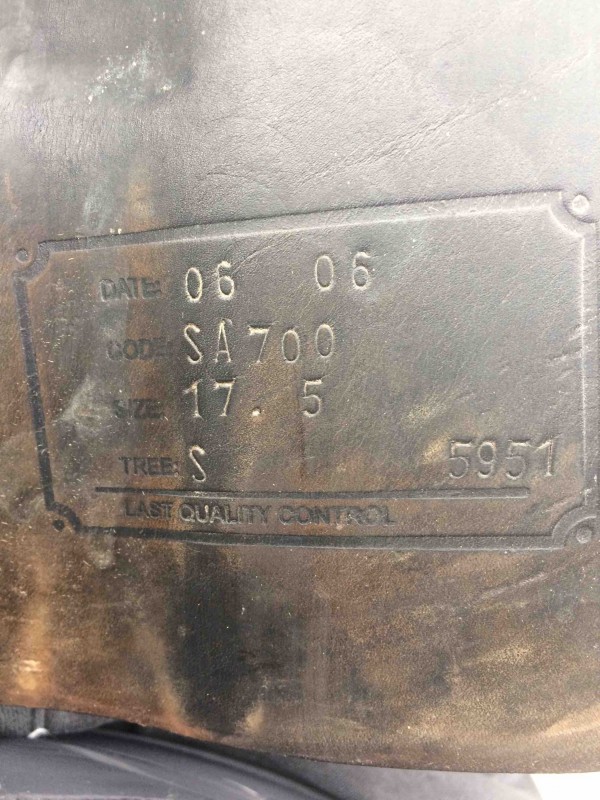 DATE: 06 06
CODE: SA700
SIZE: 17.5
TREE: S 5951
LAST QUALITY CONTROL